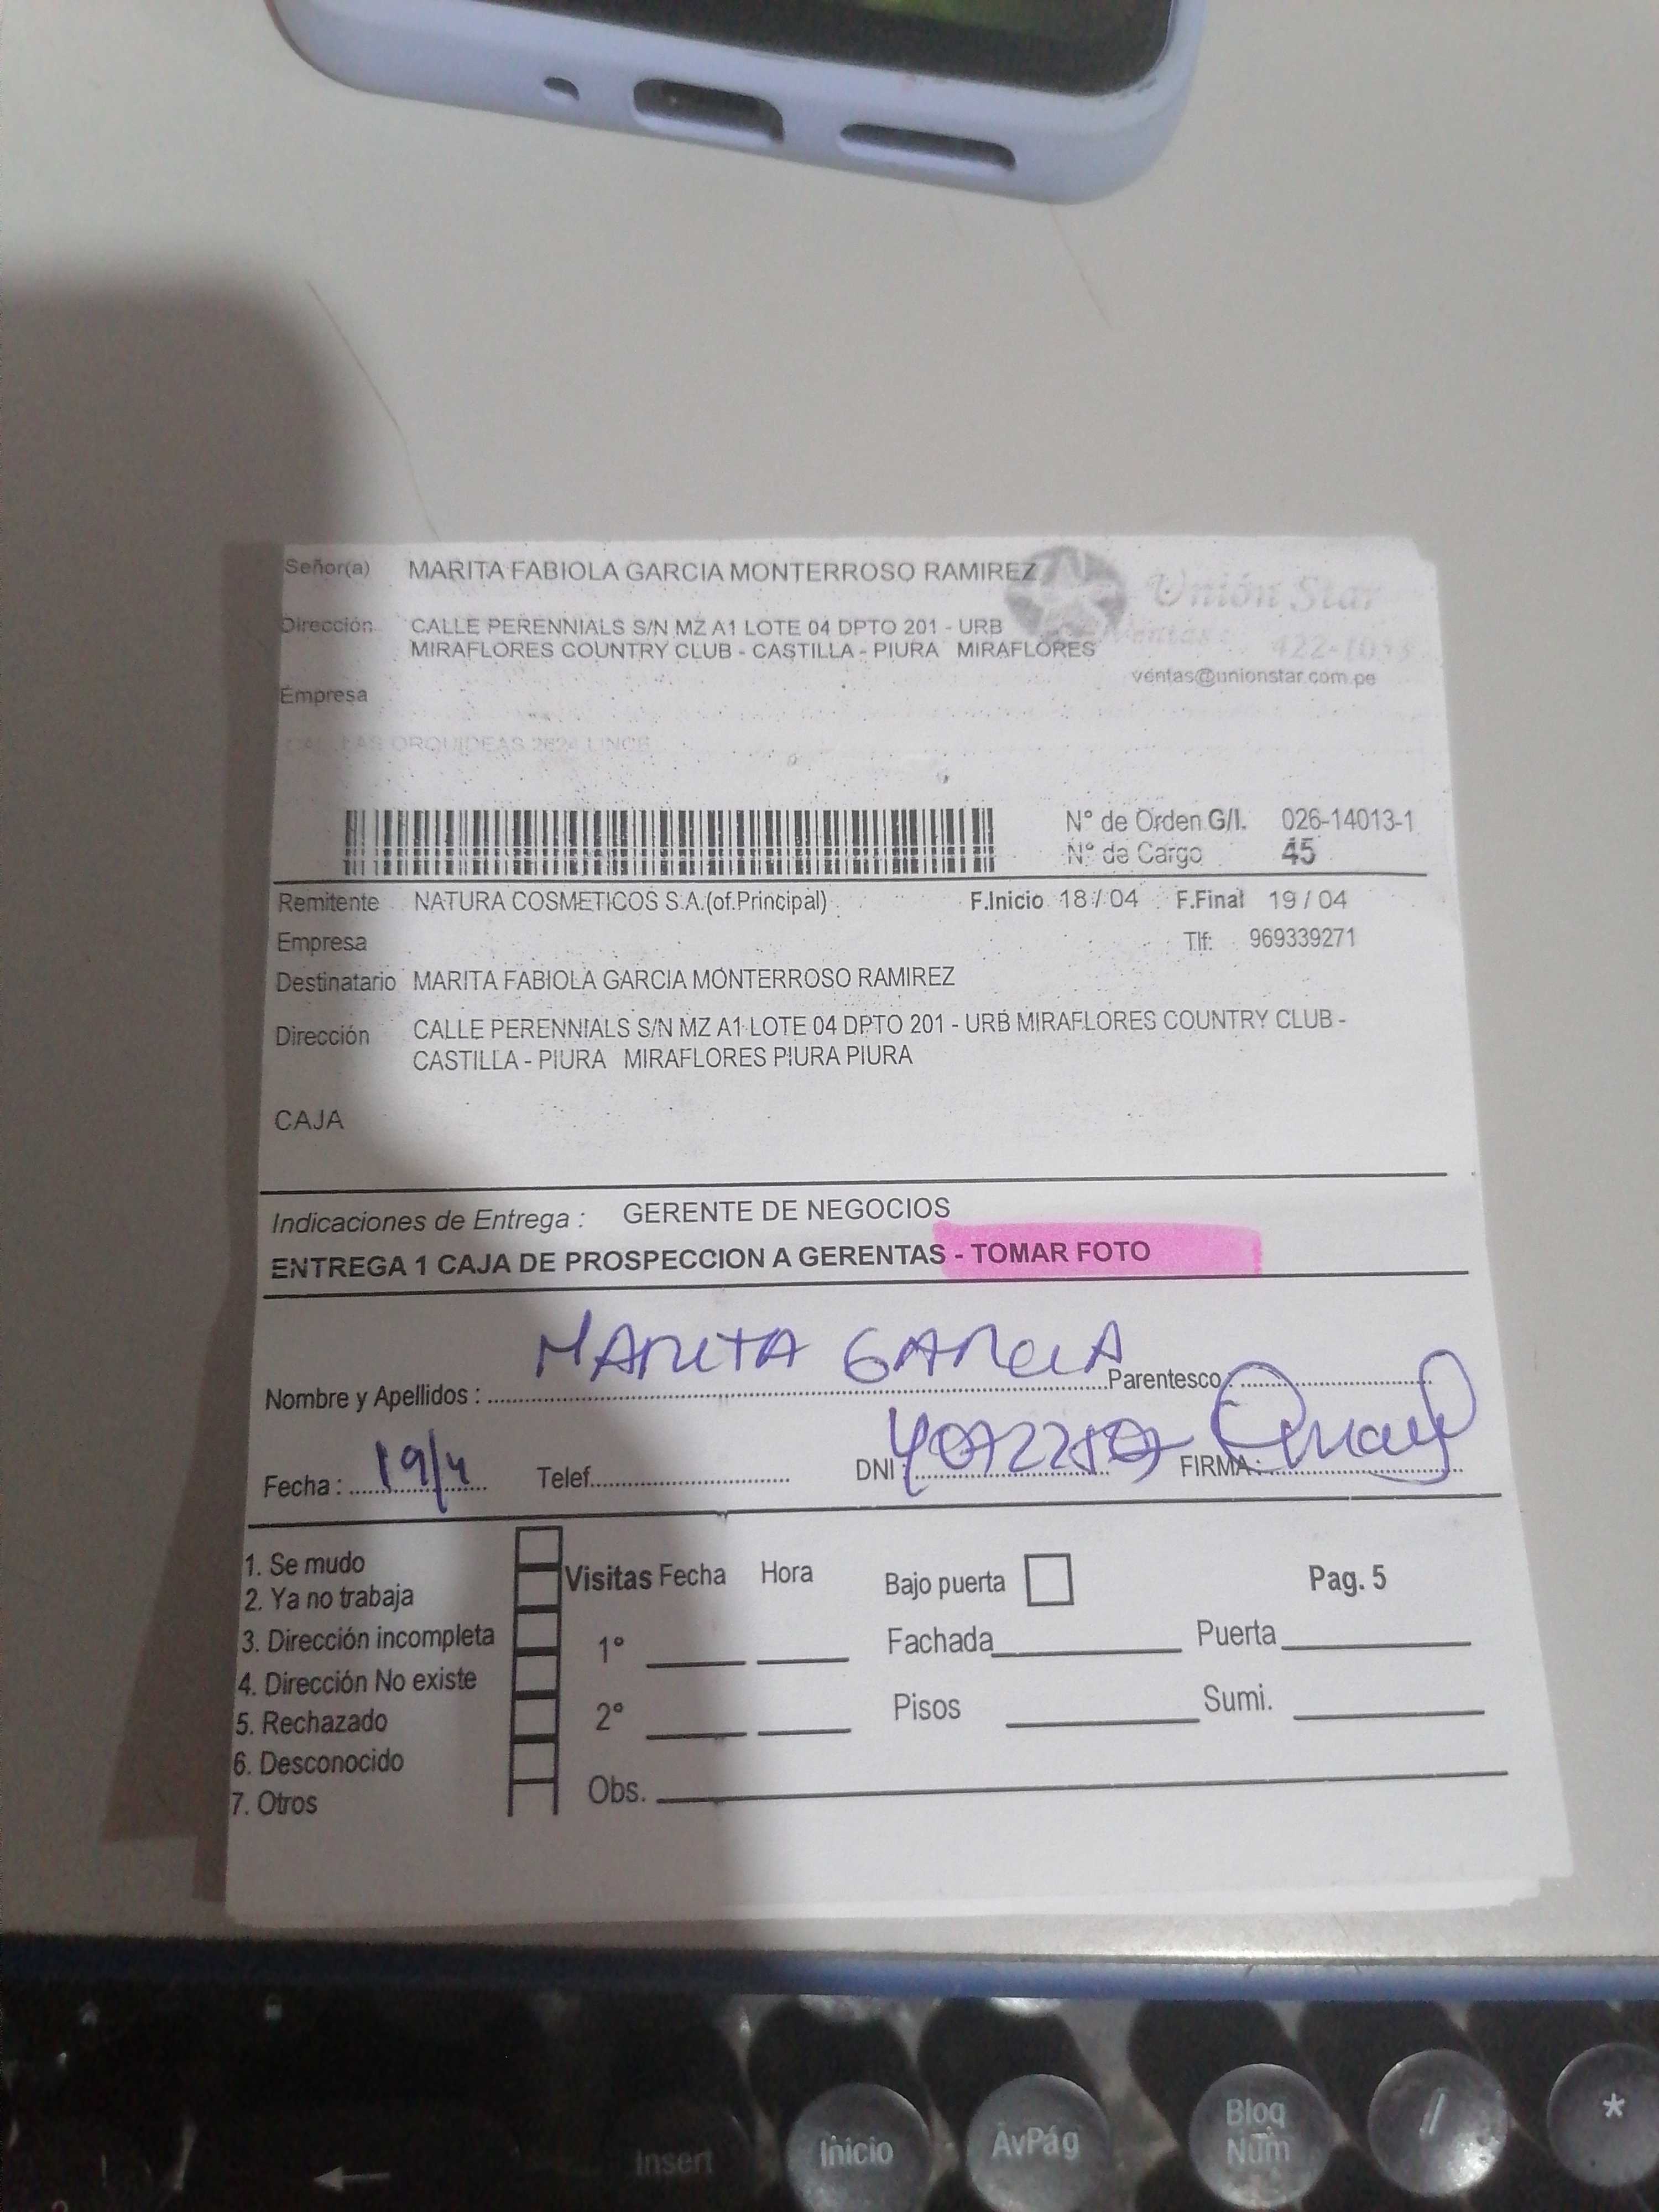 Señor(a) MARITA FABIOLA GARCIA MONTERROSO RAMIREZ
Unión Star
Dirección CALLE PERENNIALS S/N MZ A1 LOTE 04 DPTO 201 - URB
MIRAFLORES COUNTRY CLUB - CASTILLA - PIURA MIRAFLORES
Ventas:
ventas@unionstar.com.pe
Empresa
ORQUIDEAS
N° de Orden G/I. 026-14013-1
N° de Cargo 45
Remitente NATURA COSMETICOS S.A.(of.Principal) F.Inicio 18 / 04 F.Final 19 / 04
Empresa Tlf: 969339271
Destinatario MARITA FABIOLA GARCIA MONTERROSO RAMIREZ
Dirección CALLE PERENNIALS S/N MZ A1 LOTE 04 DPTO 201 - URB MIRAFLORES COUNTRY CLUB -
CASTILLA - PIURA MIRAFLORES PIURA PIURA
CAJA
Indicaciones de Entrega : GERENTE DE NEGOCIOS
ENTREGA 1 CAJA DE PROSPECCION A GERENTAS - TOMAR FOTO
Nombre y Apellidos : MARITA GARCIA Parentesco :
Fecha : 19/4 Telef. DNI : FIRMA :
1. Se mudo
2. Ya no trabaja
3. Dirección incompleta
4. Dirección No existe
5. Rechazado
6. Desconocido
7. Otros
Visitas Fecha Hora
1°
2°
Obs.
Bajo puerta Pag. 5
Fachada Puerta
Pisos Sumi.
Insert
Inicio
AvPág
Bloq
Num
/
*